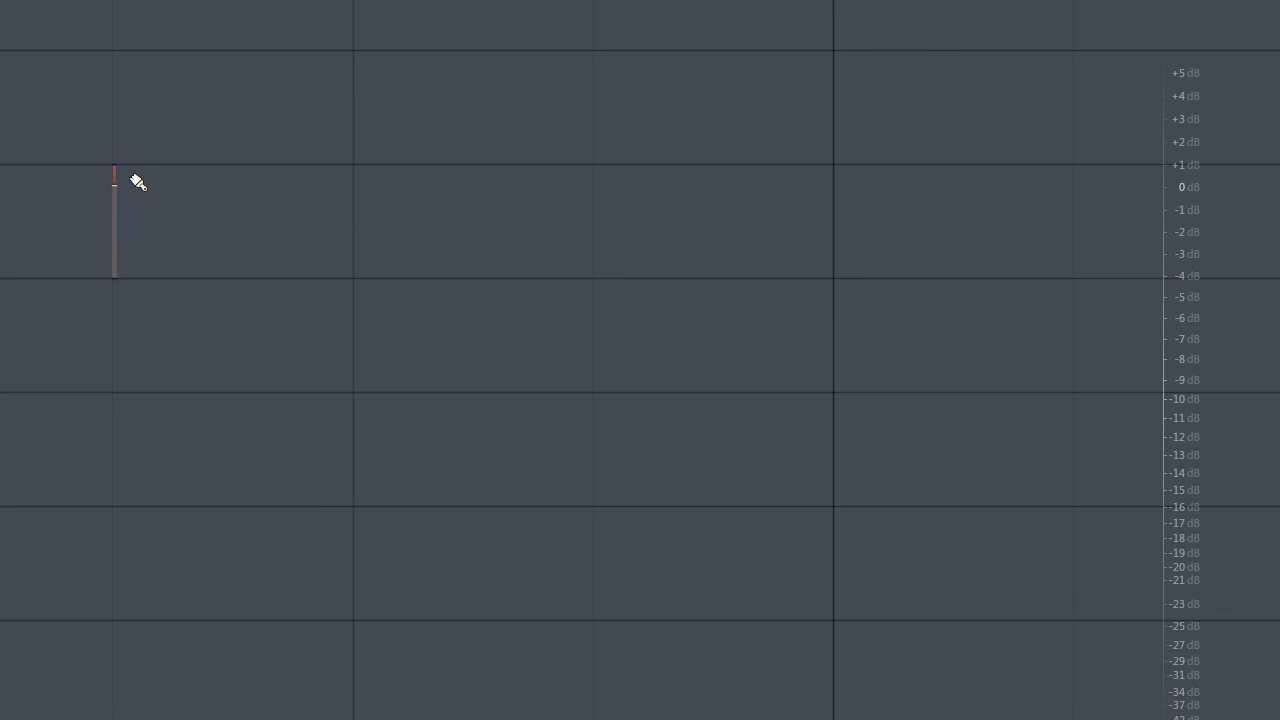 +5 dB
+4 dB
+3 dB
+2 dB
+1 dB
0 dB
-1 dB
-2 dB
-3 dB
-4 dB
-5 dB
-6 dB
-7 dB
-8 dB
-9 dB
-10 dB
-11 dB
-12 dB
-13 dB
-14 dB
-15 dB
-16 dB
-17 dB
-18 dB
-19 dB
-20 dB
-21 dB
-23 dB
-25 dB
-27 dB
-29 dB
-31 dB
-34 dB
-37 dB